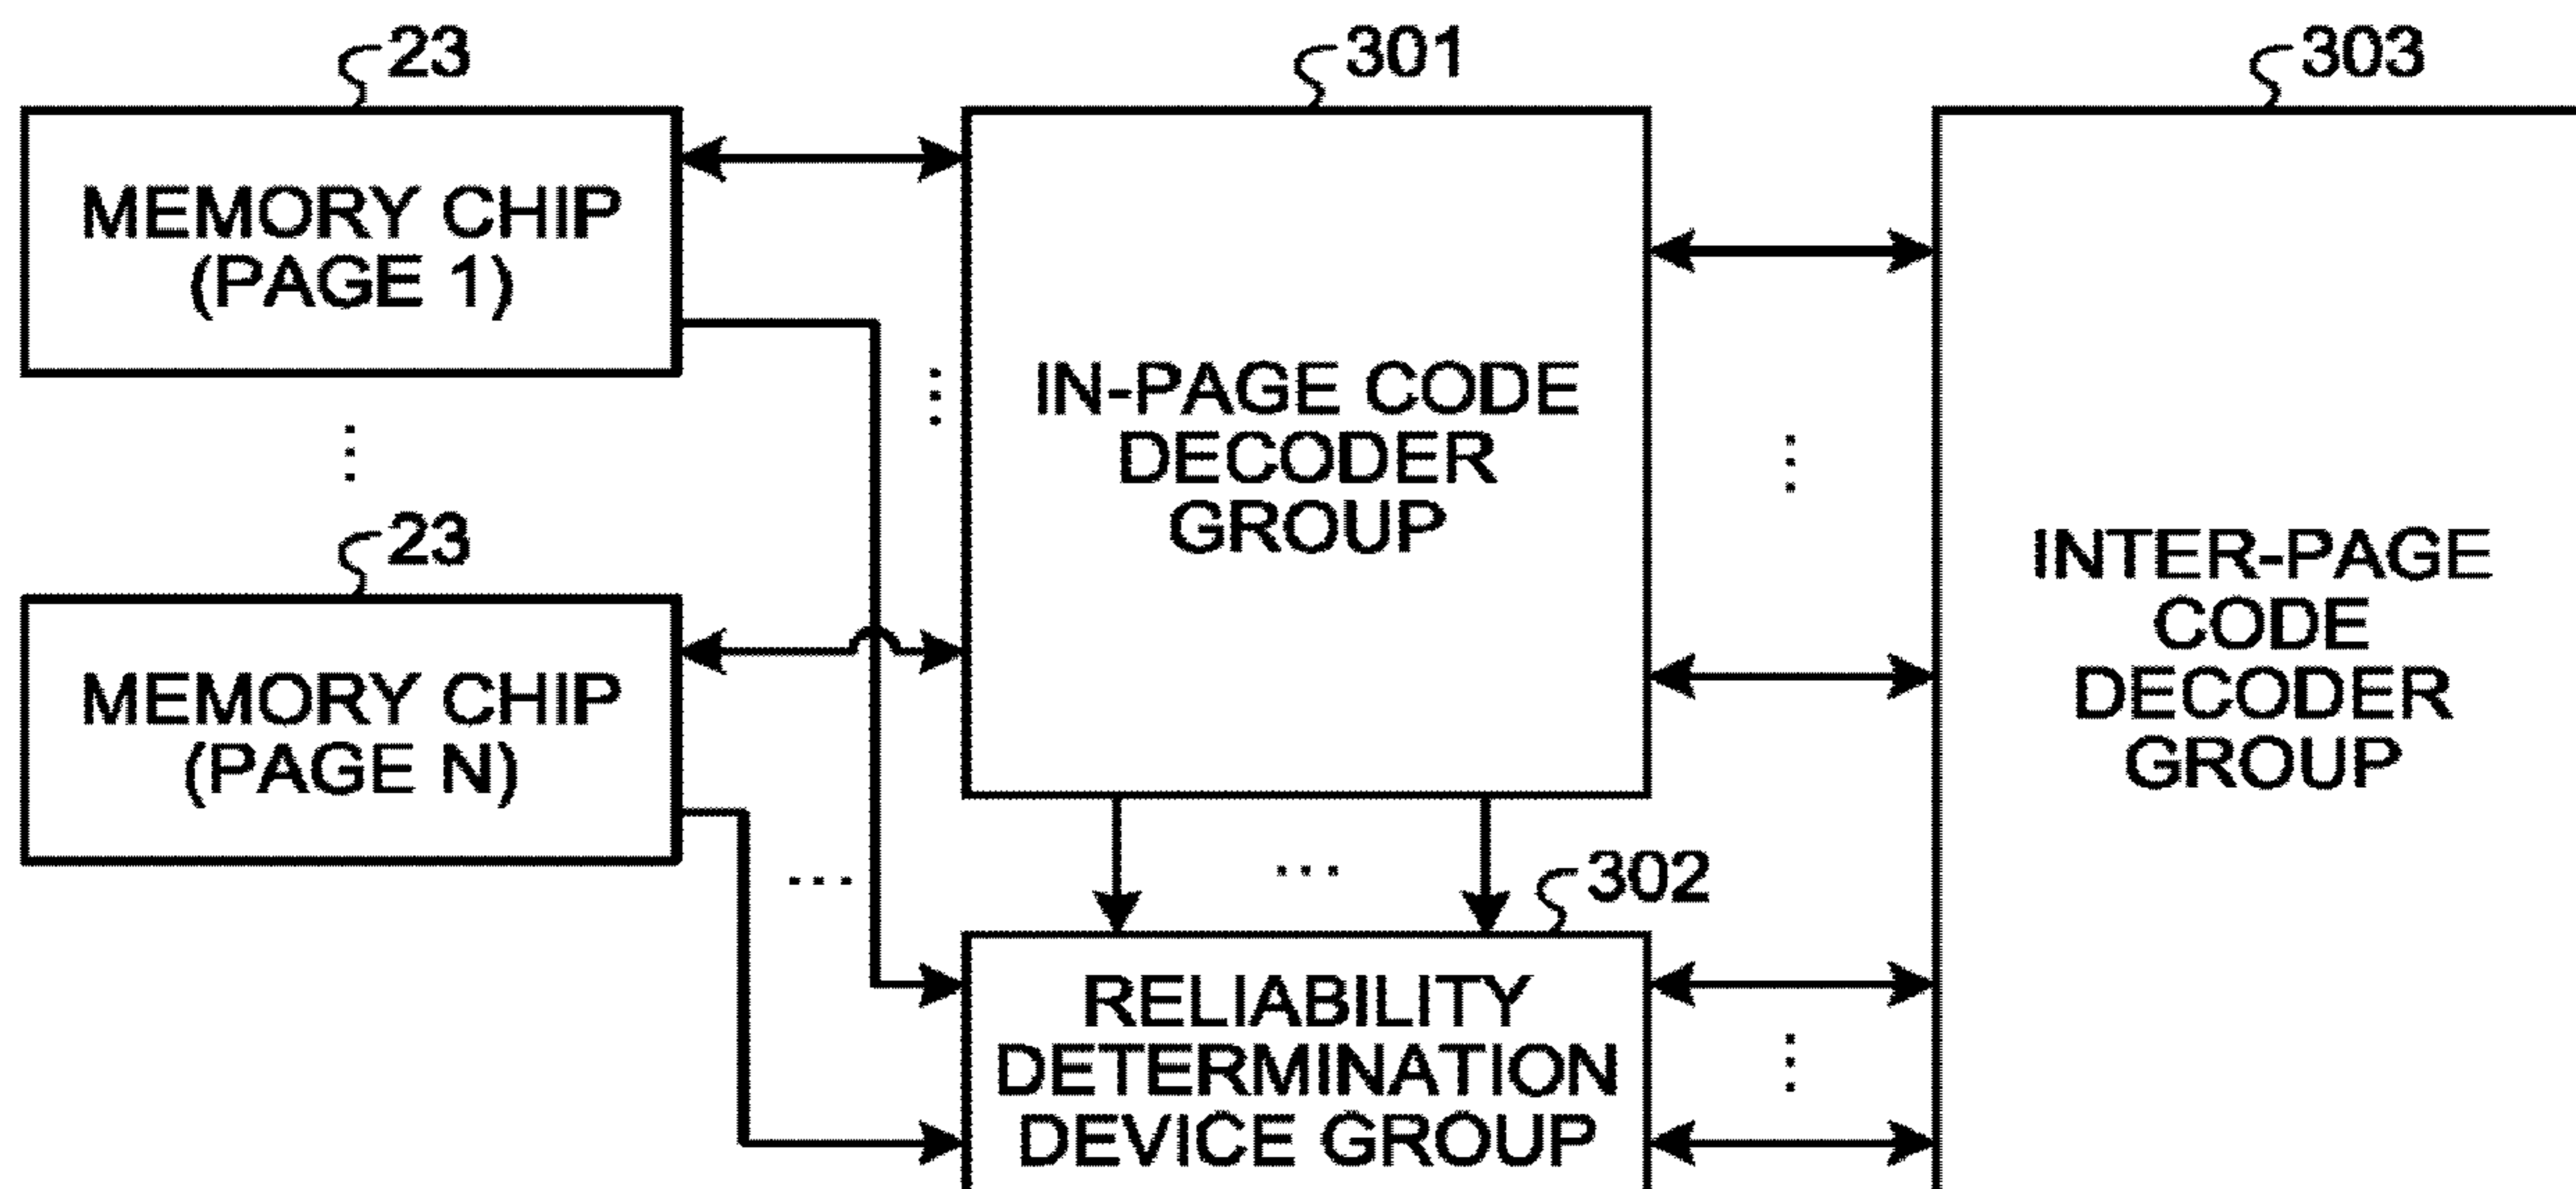 23
MEMORY CHIP
(PAGE 1)
23
MEMORY CHIP
(PAGE N)
301
IN-PAGE CODE
DECODER
GROUP
302
RELIABILITY
DETERMINATION
DEVICE GROUP
303
INTER-PAGE
CODE
DECODER
GROUP